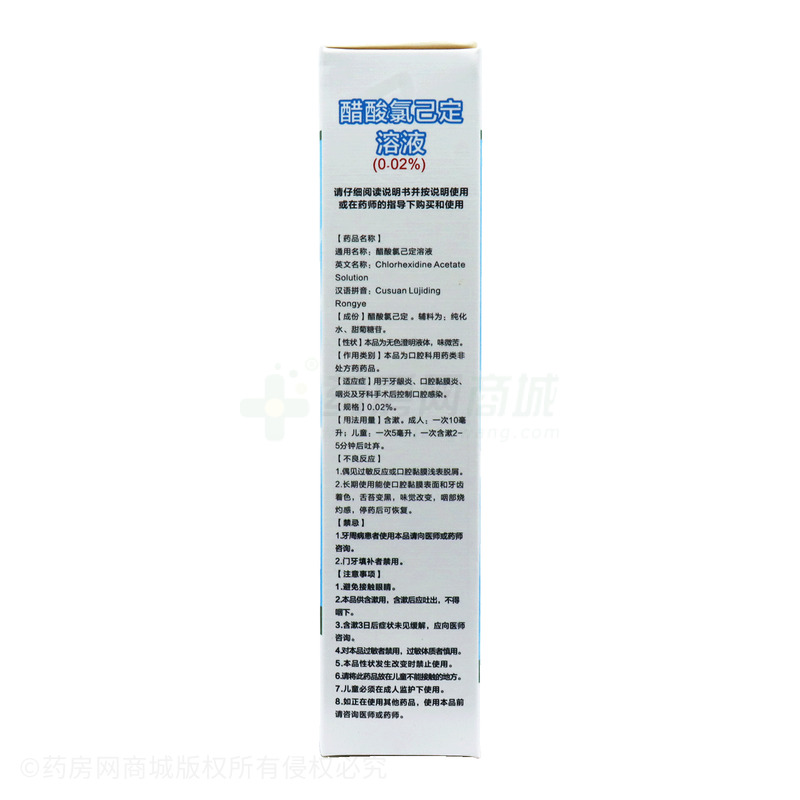 醋酸氯己定
溶液
(0.02%)
请仔细阅读说明书并按说明使用
或在药师的指导下购买和使用
【药品名称】
通用名称：醋酸氯己定溶液
英文名称：Chlorhexidine Acetate
Solution
汉语拼音：Cusuan Lüjiding
Rongye
【成份】醋酸氯己定 。辅料为：纯化
水、甜菊糖苷。
【性状】本品为无色澄明液体，味微苦。
【作用类别】本品为口腔科用药类非
处方药药品。
【适应症】用于牙龈炎、口腔黏膜炎、
咽炎及牙科手术后控制口腔感染。
【规格】0.02%。
【用法用量】含漱。成人：一次10毫
升；儿童：一次5毫升，一次含漱2-
5分钟后吐弃。
【不良反应】
1.偶见过敏反应或口腔黏膜浅表脱屑。
2.长期使用能使口腔黏膜表面和牙齿
着色，舌苔变黑，味觉改变，咽部烧
灼感，停药后可恢复。
【禁忌】
1.牙周病患者使用本品请向医师或药师
咨询。
2.门牙填补者禁用。
【注意事项】
1.避免接触眼睛。
2.本品供含漱用，含漱后应吐出，不得
咽下。
3.含漱3日后症状未见缓解，应向医师
咨询。
4.对本品过敏者禁用，过敏体质者慎用。
5.本品性状发生改变时禁止使用。
6.请将此药品放在儿童不能接触的地方。
7.儿童必须在成人监护下使用。
8.如正在使用其他药品，使用本品前
请咨询医师或药师。
药房网商城
©药房网商城版权所有侵权必究